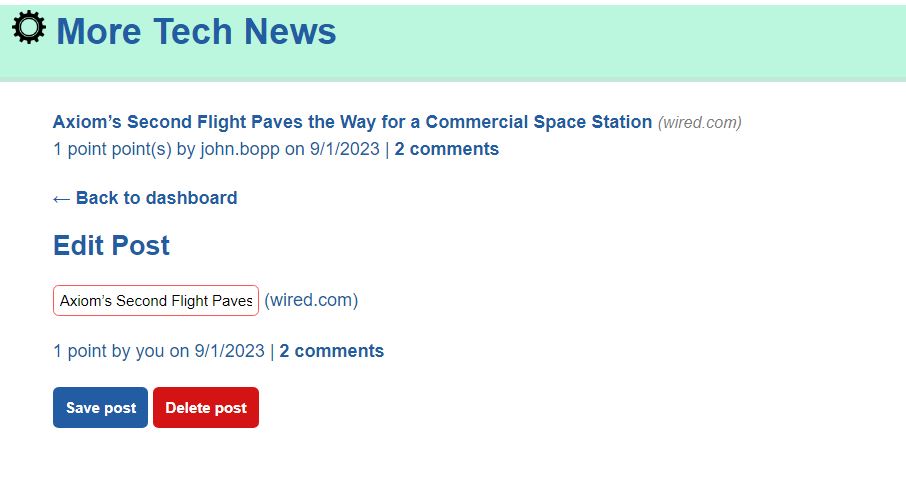 More Tech News
Axiom’s Second Flight Paves the Way for a Commercial Space Station (wired.com)
1 point point(s) by john.bopp on 9/1/2023 | 2 comments
← Back to dashboard
Edit Post
Axiom’s Second Flight Paves (wired.com)
1 point by you on 9/1/2023 | 2 comments
Save post Delete post